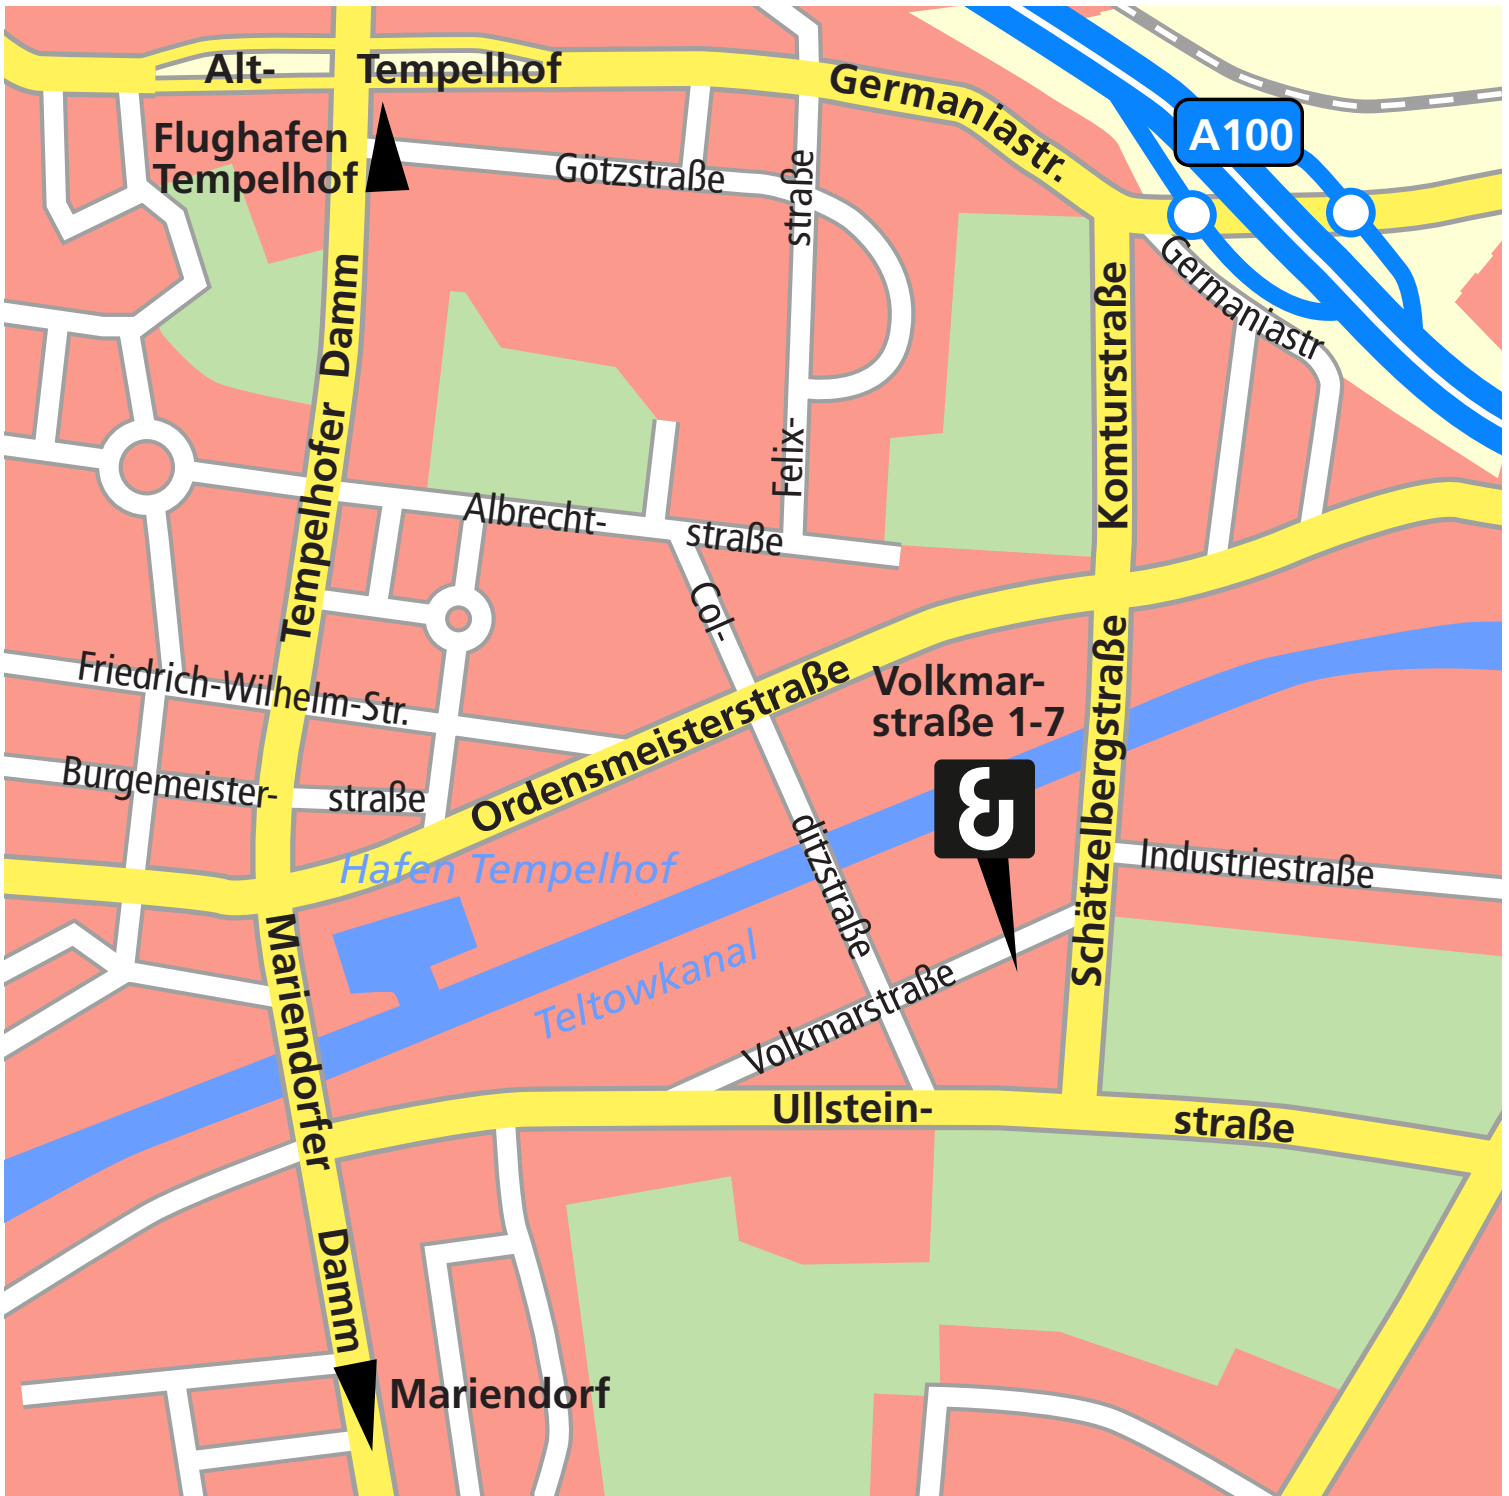 Alt-
Tempelhof
Germaniastr.
A100
Flughafen
Tempelhof
Götzstraße
Felix-
straße
Germaniastr
Tempelhofer Damm
Komturstraße
Albrecht-
straße
Col-
ditzstraße
Friedrich-Wilhelm-Str.
Ordensmeisterstraße
Volkmar-
straße 1-7
Schätzelbergstraße
Burgemeister-
straße
Hafen Tempelhof
Industriestraße
Teltowkanal
Volkmarstraße
Mariendorfer Damm
Ullstein-
straße
Mariendorf